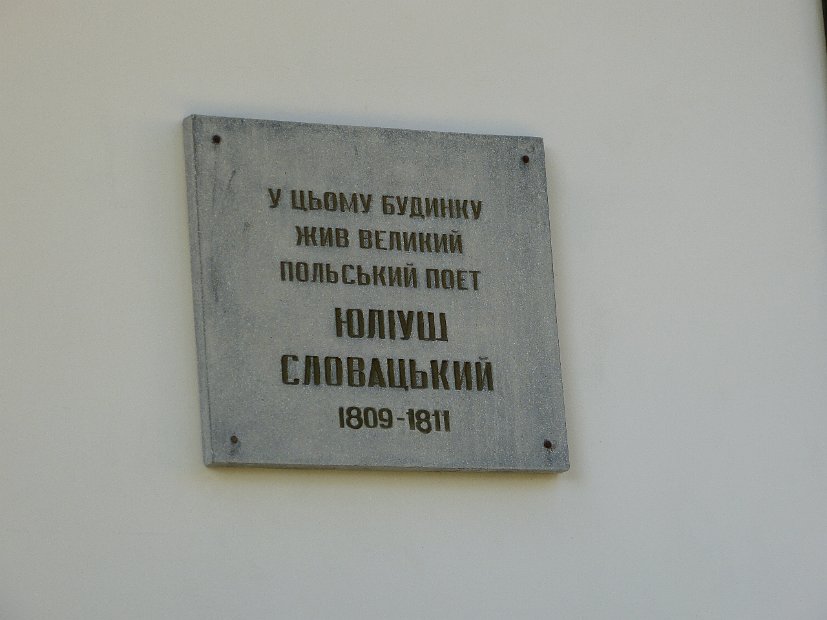 У ЦЬОМУ БУДИНКУ
ЖИВ ВЕЛИКИЙ
ПОЛЬСЬКИЙ ПОЕТ
ЮЛІУШ
СЛОВАЦЬКИЙ
1809-1811